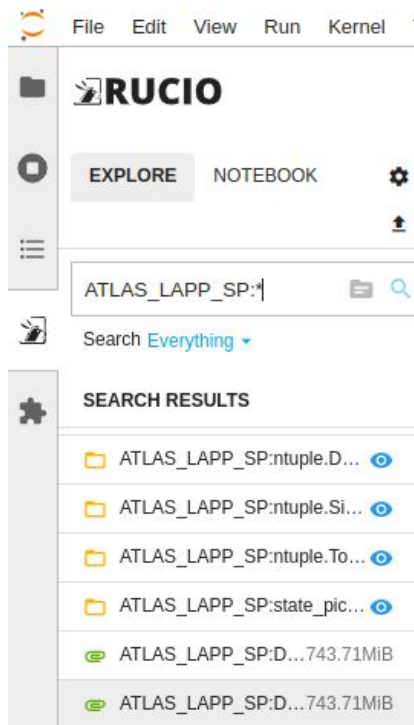 File Edit View Run Kernel
RUCIO
EXPLORE NOTEBOOK
ATLAS_LAPP_SP:*
Search Everything
SEARCH RESULTS
ATLAS_LAPP_SP:ntuple.D...
ATLAS_LAPP_SP:ntuple.Si...
ATLAS_LAPP_SP:ntuple.To...
ATLAS_LAPP_SP:state_pic...
ATLAS_LAPP_SP:D...743.71MiB
ATLAS_LAPP_SP:D...743.71MiB